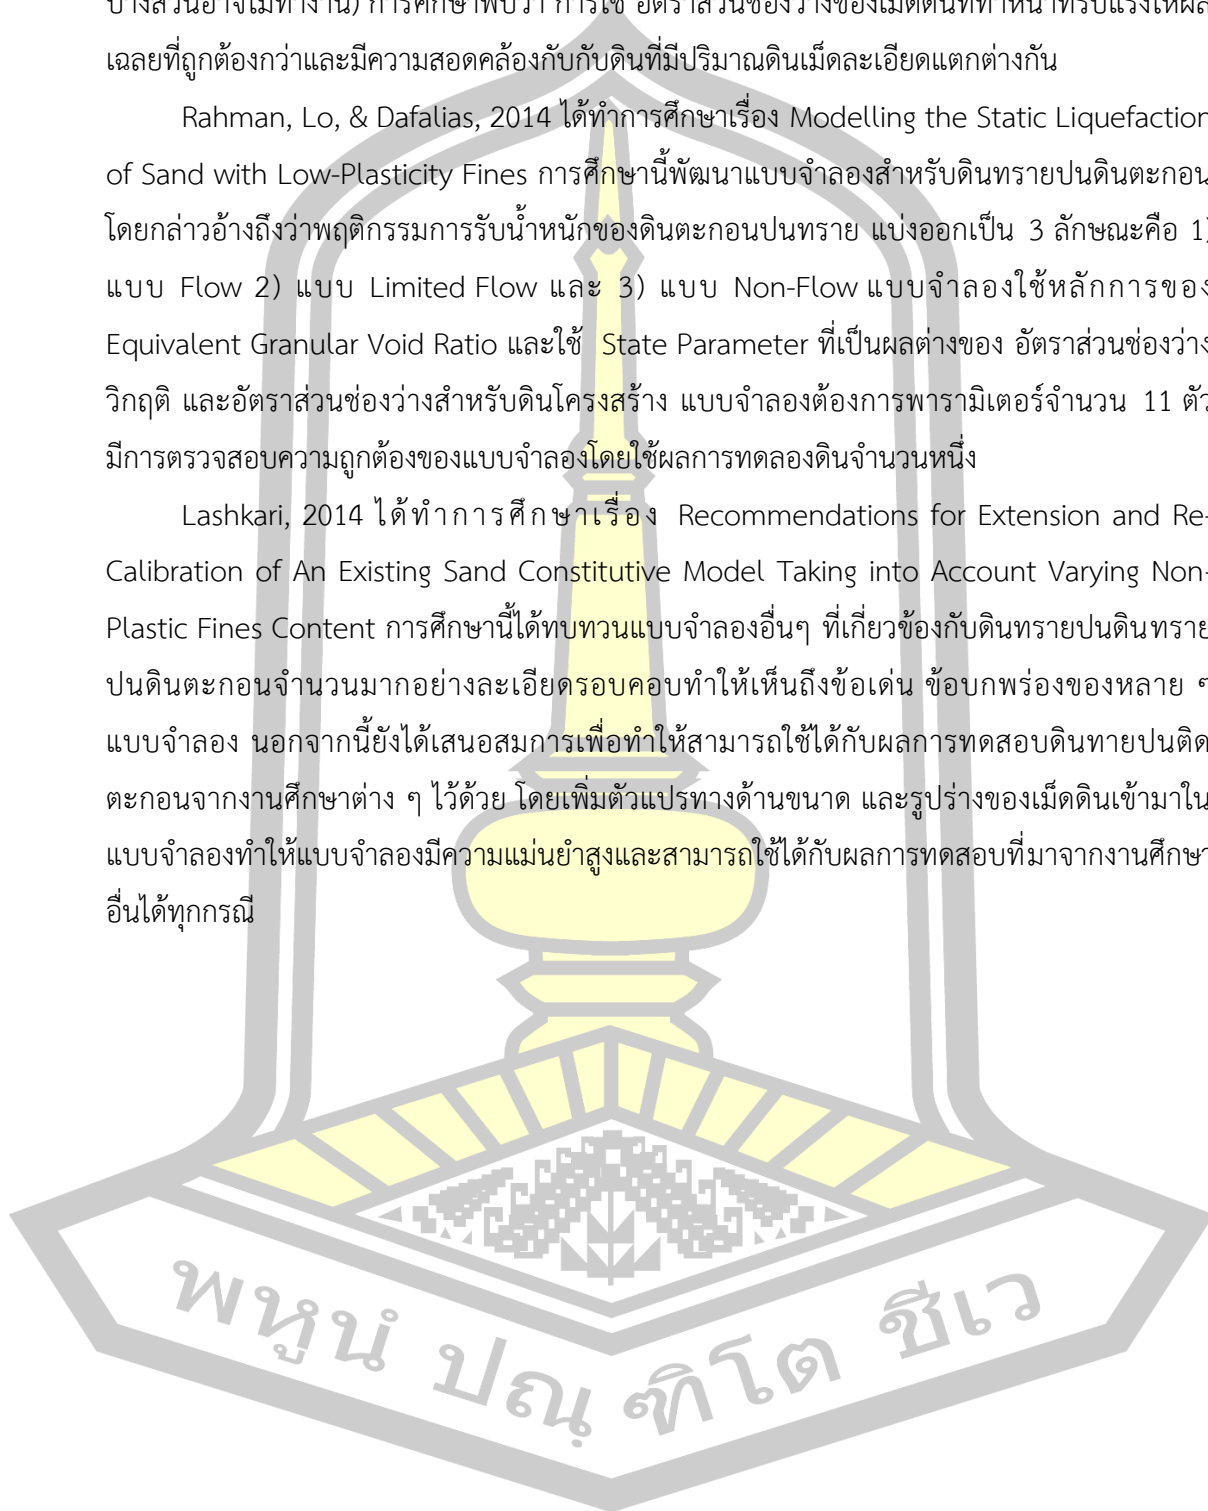 บางส่วนอาจไม่ทำงาน) การศึกษาพบว่า การใช้ อัตราส่วนช่องว่างของเม็ดดินที่ทำหน้าที่รับแรงให้ผล
เฉลยที่ถูกต้องกว่าและมีความสอดคล้องกับกับดินที่มีปริมาณดินเม็ดละเอียดแตกต่างกัน
Rahman, Lo, & Dafalias, 2014 ได้ทำการศึกษาเรื่อง Modelling the Static Liquefaction
of Sand with Low-Plasticity Fines การศึกษานี้พัฒนาแบบจำลองสำหรับดินทรายปนดินตะกอน
โดยกล่าวอ้างถึงว่าพฤติกรรมการรับน้ำหนักของดินตะกอนปนทราย แบ่งออกเป็น 3 ลักษณะคือ 1)
แบบ Flow 2) แบบ Limited Flow และ 3) แบบ Non-Flow แบบจำลองใช้หลักการของ
Equivalent Granular Void Ratio และใช้ State Parameter ที่เป็นผลต่างของ อัตราส่วนช่องว่าง
วิกฤติ และอัตราส่วนช่องว่างสำหรับดินโครงสร้าง แบบจำลองต้องการพารามิเตอร์จำนวน 11 ตัว
มีการตรวจสอบความถูกต้องของแบบจำลองโดยใช้ผลการทดลองดินจำนวนหนึ่ง
Lashkari, 2014 ได้ทำการศึกษาเรื่อง Recommendations for Extension and Re-
Calibration of An Existing Sand Constitutive Model Taking into Account Varying Non-
Plastic Fines Content การศึกษานี้ได้ทบทวนแบบจำลองอื่นๆ ที่เกี่ยวข้องกับดินทรายปนดินทราย
ปนดินตะกอนจำนวนมากอย่างละเอียดรอบคอบทำให้เห็นถึงข้อเด่น ข้อบกพร่องของหลาย ๆ
แบบจำลอง นอกจากนี้ยังได้เสนอสมการเพื่อทำให้สามารถใช้ได้กับผลการทดสอบดินทายปนติด
ตะกอนจากงานศึกษาต่าง ๆ ไว้ด้วย โดยเพิ่มตัวแปรทางด้านขนาด และรูปร่างของเม็ดดินเข้ามาใน
แบบจำลองทำให้แบบจำลองมีความแม่นยำสูงและสามารถใช้ได้กับผลการทดสอบที่มาจากงานศึกษา
อื่นได้ทุกกรณี
พหูนํ ปณฺ ฑิโต ชีเว